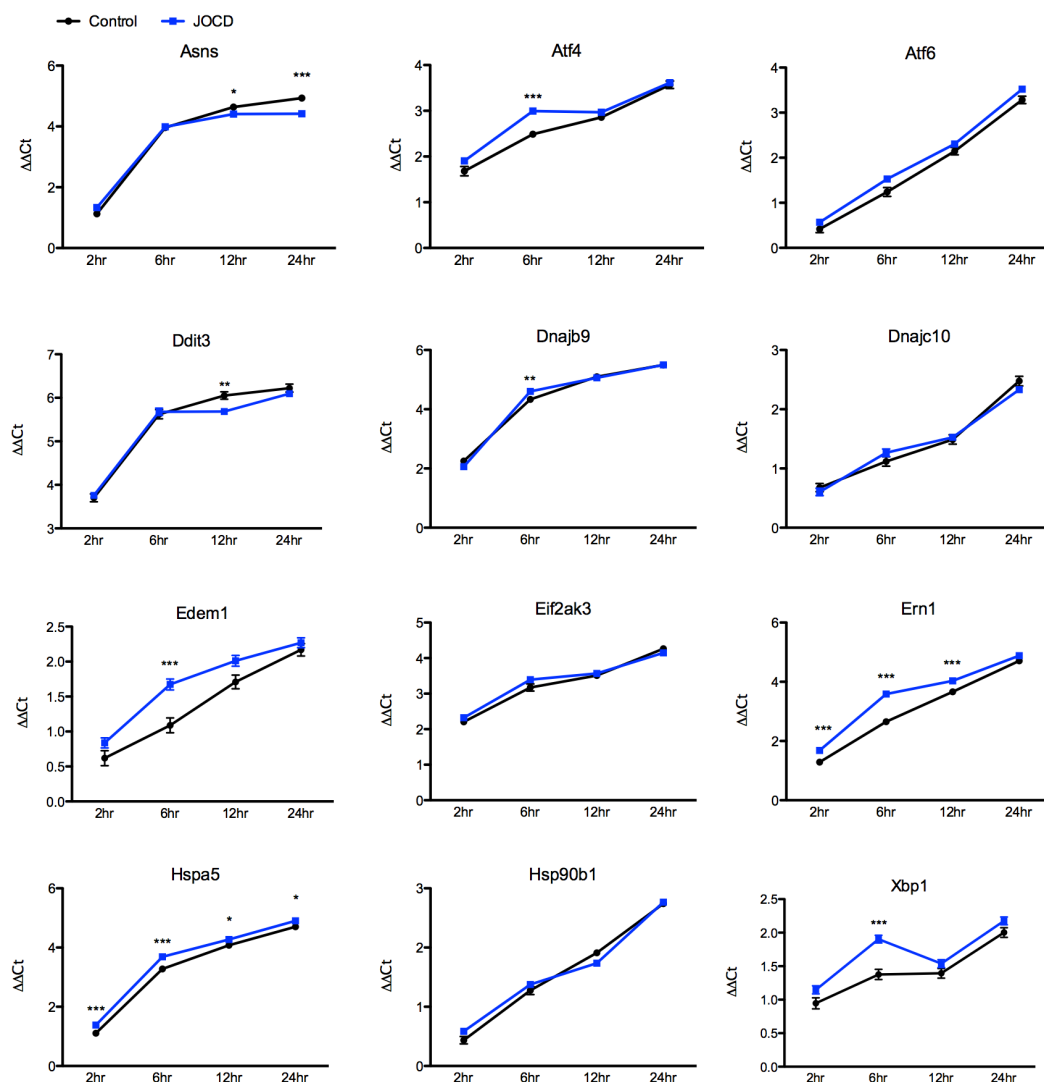 Control JOCD
Asns Atf4 Atf6
ΔΔCt
6
4
2
0
* ***
2hr 6hr 12hr 24hr
ΔΔCt
4
3
2
1
0
***
2hr 6hr 12hr 24hr
ΔΔCt
4
3
2
1
0
2hr 6hr 12hr 24hr
Ddit3 Dnajb9 Dnajc10
ΔΔCt
7
6
5
4
3
**
2hr 6hr 12hr 24hr
ΔΔCt
6
4
2
0
**
2hr 6hr 12hr 24hr
ΔΔCt
3
2
1
0
2hr 6hr 12hr 24hr
Edem1 Eif2ak3 Ern1
ΔΔCt
2.5
2.0
1.5
1.0
0.5
0.0
***
2hr 6hr 12hr 24hr
ΔΔCt
5
4
3
2
1
0
2hr 6hr 12hr 24hr
ΔΔCt
6
4
2
0
*** *** ***
2hr 6hr 12hr 24hr
Hspa5 Hsp90b1 Xbp1
ΔΔCt
6
4
2
0
*** *** * *
2hr 6hr 12hr 24hr
ΔΔCt
3
2
1
0
2hr 6hr 12hr 24hr
ΔΔCt
2.5
2.0
1.5
1.0
0.5
0.0
***
2hr 6hr 12hr 24hr